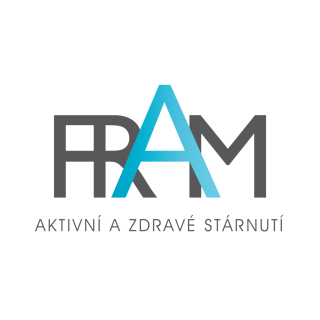 FRAM
AKTIVNÍ A ZDRAVÉ STÁRNUTÍ